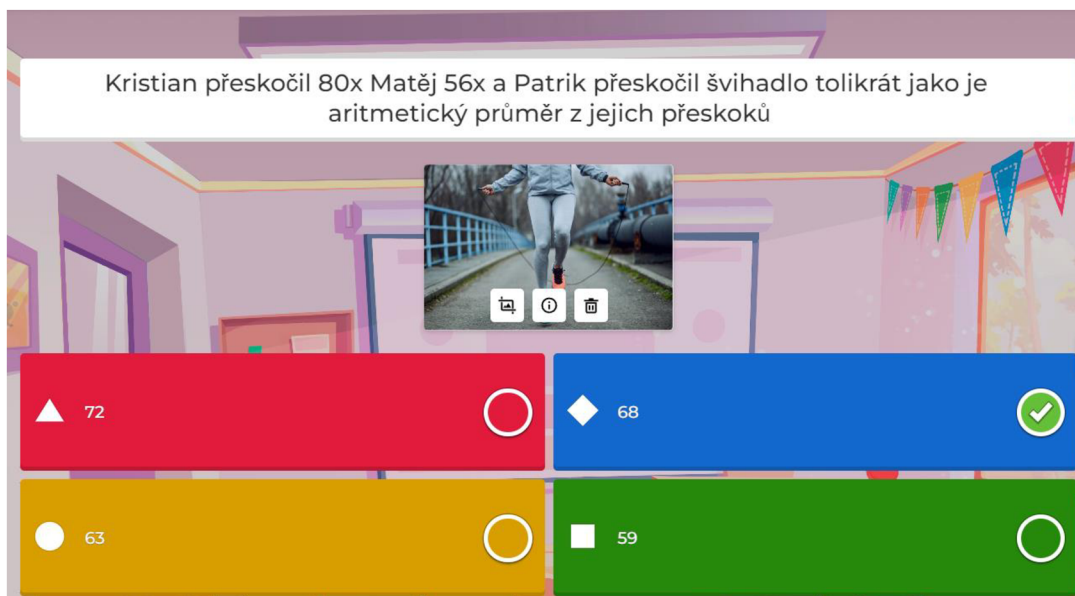 Kristian přeskočil 80x Matěj 56x a Patrik přeskočil švihadlo tolikrát jako je
aritmetický průměr z jejich přeskoků
72
68
63
59